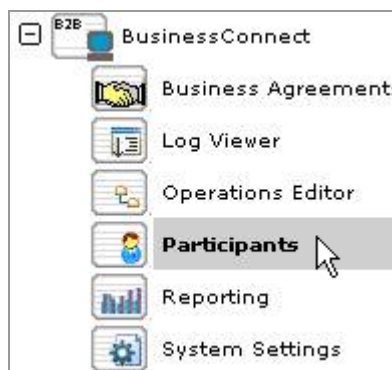 B2B
BusinessConnect
Business Agreement
Log Viewer
Operations Editor
Participants
Reporting
System Settings